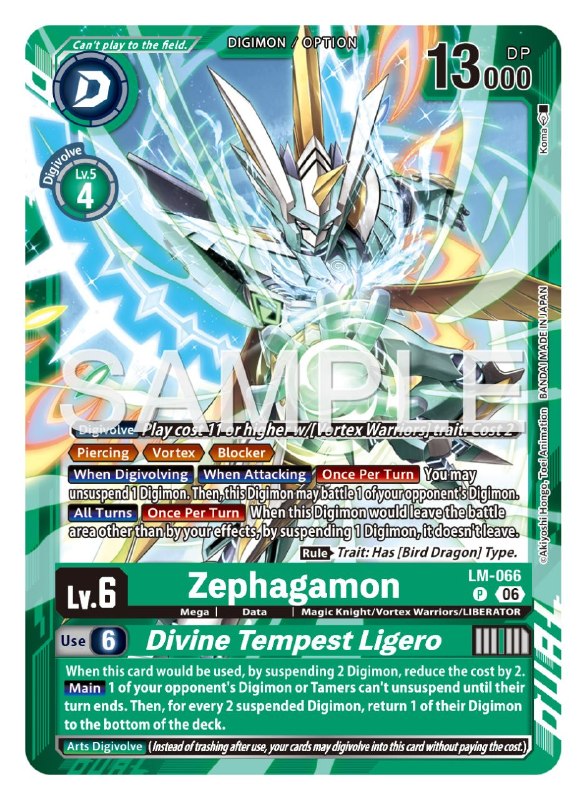 Can't play to the field.
DIGIMON / OPTION
13000 DP
D
Digivolve
Lv.5
4
Koma
SAMPLE
©Akiyoshi Hongo, Toei Animation BANDAI MADE IN JAPAN
Digivolve Play cost 11 or higher w/[Vortex Warriors] trait: Cost 2
Piercing Vortex Blocker
When Digivolving When Attacking Once Per Turn You may
unsuspend 1 Digimon. Then, this Digimon may battle 1 of your opponent's Digimon.
All Turns Once Per Turn When this Digimon would leave the battle
area other than by your effects, by suspending 1 Digimon, it doesn't leave.
Rule Trait: Has [Bird Dragon] Type.
Lv.6 Zephagamon LM-066
P 06
Mega Data Magic Knight/Vortex Warriors/LIBERATOR
Use 6 Divine Tempest Ligero
When this card would be used, by suspending 2 Digimon, reduce the cost by 2.
Main 1 of your opponent's Digimon or Tamers can't unsuspend until their
turn ends. Then, for every 2 suspended Digimon, return 1 of their Digimon
to the bottom of the deck.
Arts Digivolve (Instead of trashing after use, your cards may digivolve into this card without paying the cost.)
DUAL
DUAL